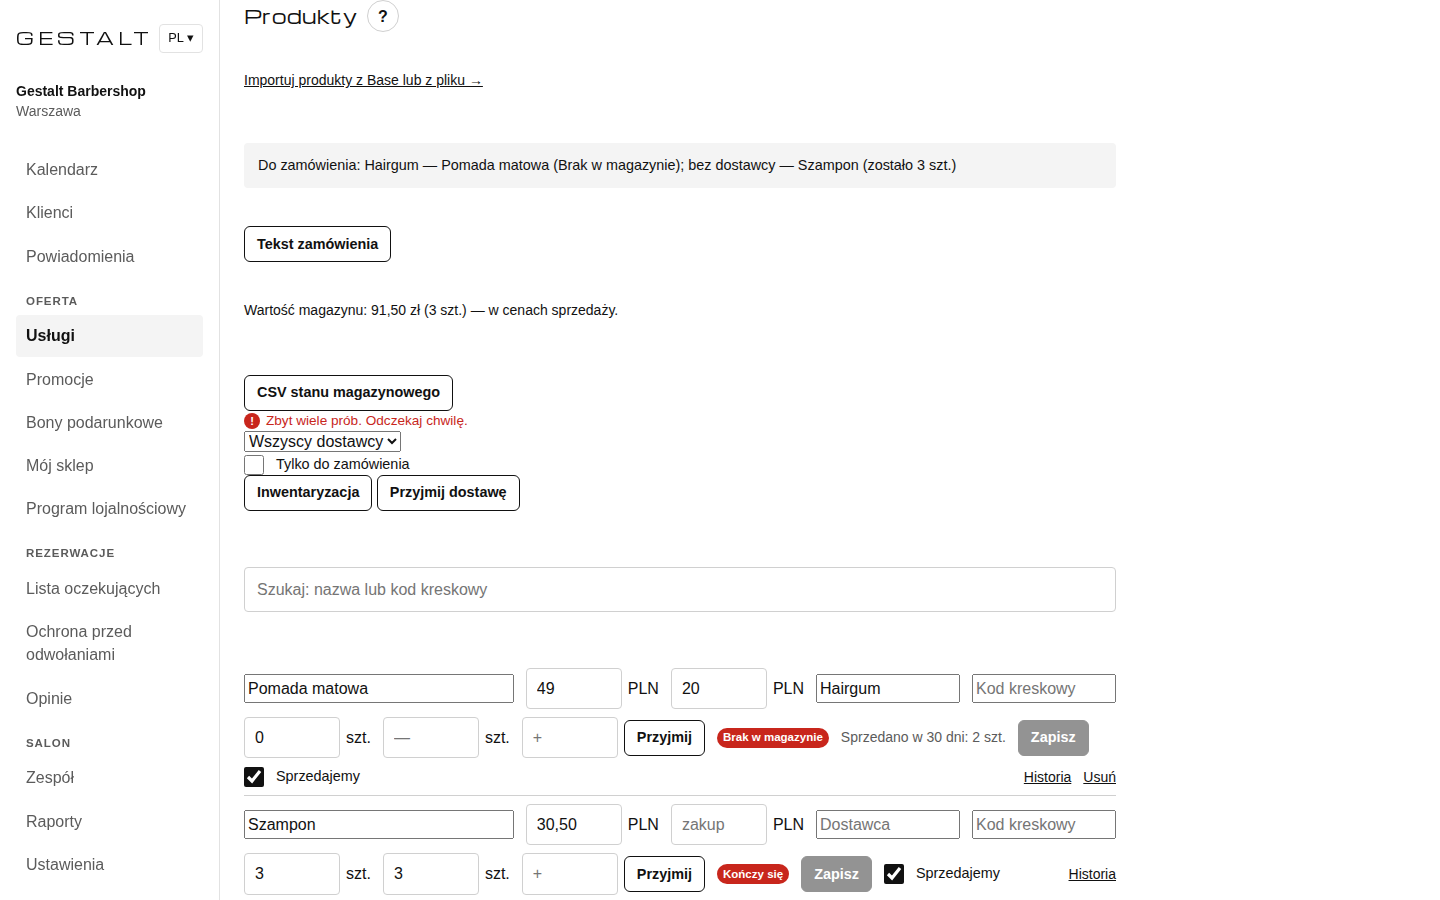 GESTALT PL ▾
Gestalt Barbershop
Warszawa
Kalendarz
Klienci
Powiadomienia
OFERTA
Usługi
Promocje
Bony podarunkowe
Mój sklep
Program lojalnościowy
REZERWACJE
Lista oczekujących
Ochrona przed
odwołaniami
Opinie
SALON
Zespół
Raporty
Ustawienia
Produkty ?
Importuj produkty z Base lub z pliku →
Do zamówienia: Hairgum — Pomada matowa (Brak w magazynie); bez dostawcy — Szampon (zostało 3 szt.)
Tekst zamówienia
Wartość magazynu: 91,50 zł (3 szt.) — w cenach sprzedaży.
CSV stanu magazynowego
! Zbyt wiele prób. Odczekaj chwilę.
Wszyscy dostawcy
Tylko do zamówienia
Inwentaryzacja Przyjmij dostawę
Szukaj: nazwa lub kod kreskowy
Pomada matowa 49 PLN 20 PLN Hairgum Kod kreskowy
0 szt. — szt. + Przyjmij Brak w magazynie Sprzedano w 30 dni: 2 szt. Zapisz
Sprzedajemy Historia Usuń
Szampon 30,50 PLN zakup PLN Dostawca Kod kreskowy
3 szt. 3 szt. + Przyjmij Kończy się Zapisz Sprzedajemy Historia